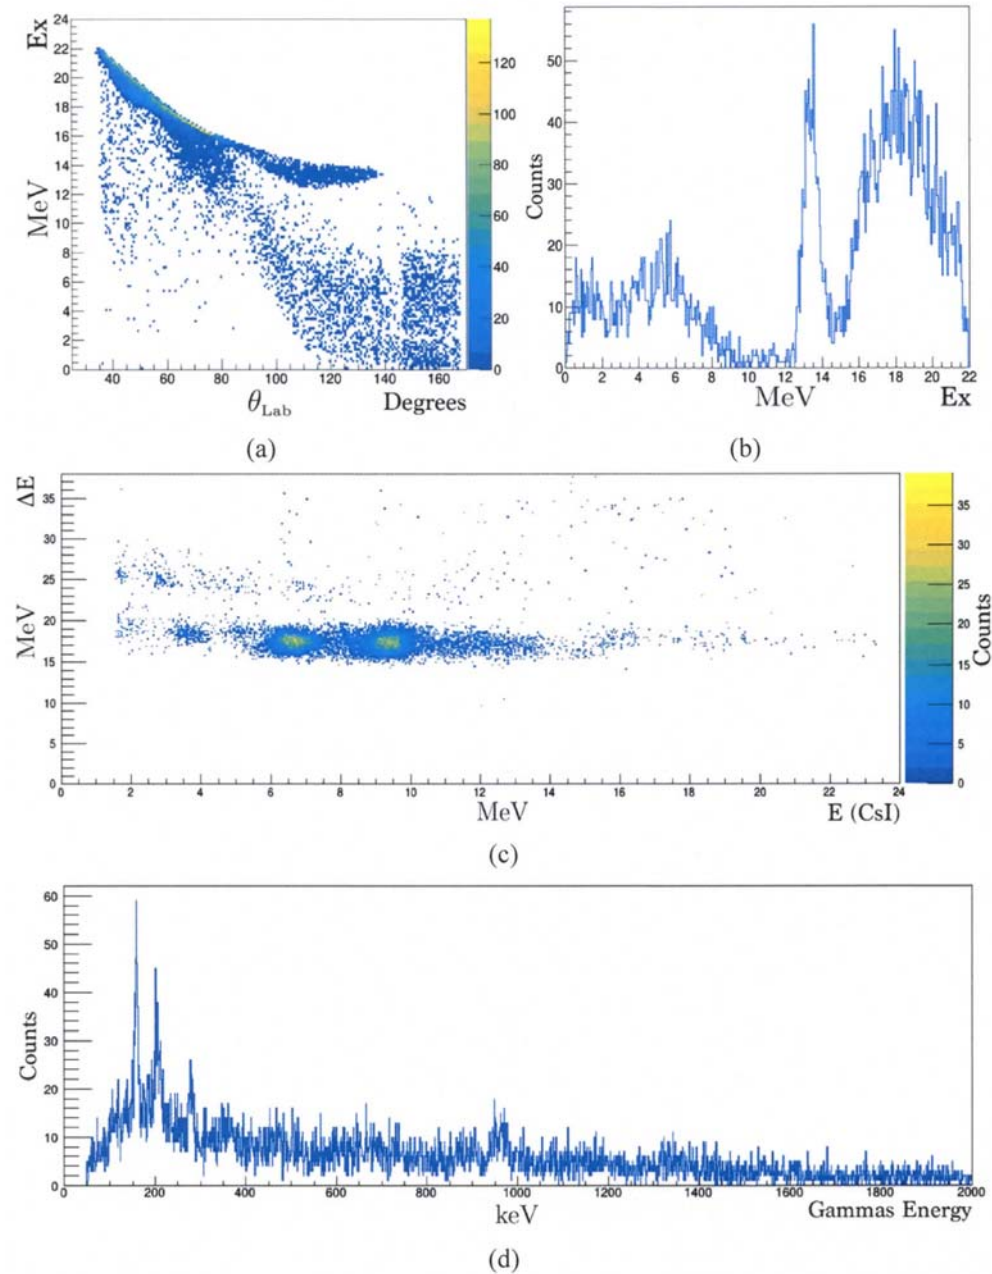 Ex
MeV
24
22
20
18
16
14
12
10
8
6
4
2
0
40 60 80 100 120 140 160
θLab Degrees
120
100
80
60
40
20
0
(a)
Counts
50
40
30
20
10
0
0 2 4 6 8 10 12 14 16 18 20 22
MeV Ex
(b)
ΔE
MeV
35
30
25
20
15
10
5
0
0 2 4 6 8 10 12 14 16 18 20 22 24
MeV E (CsI)
35
30
25
20
15
10
5
0
Counts
(c)
Counts
60
50
40
30
20
10
0
0 200 400 600 800 1000 1200 1400 1600 1800 2000
keV Gammas Energy
(d)